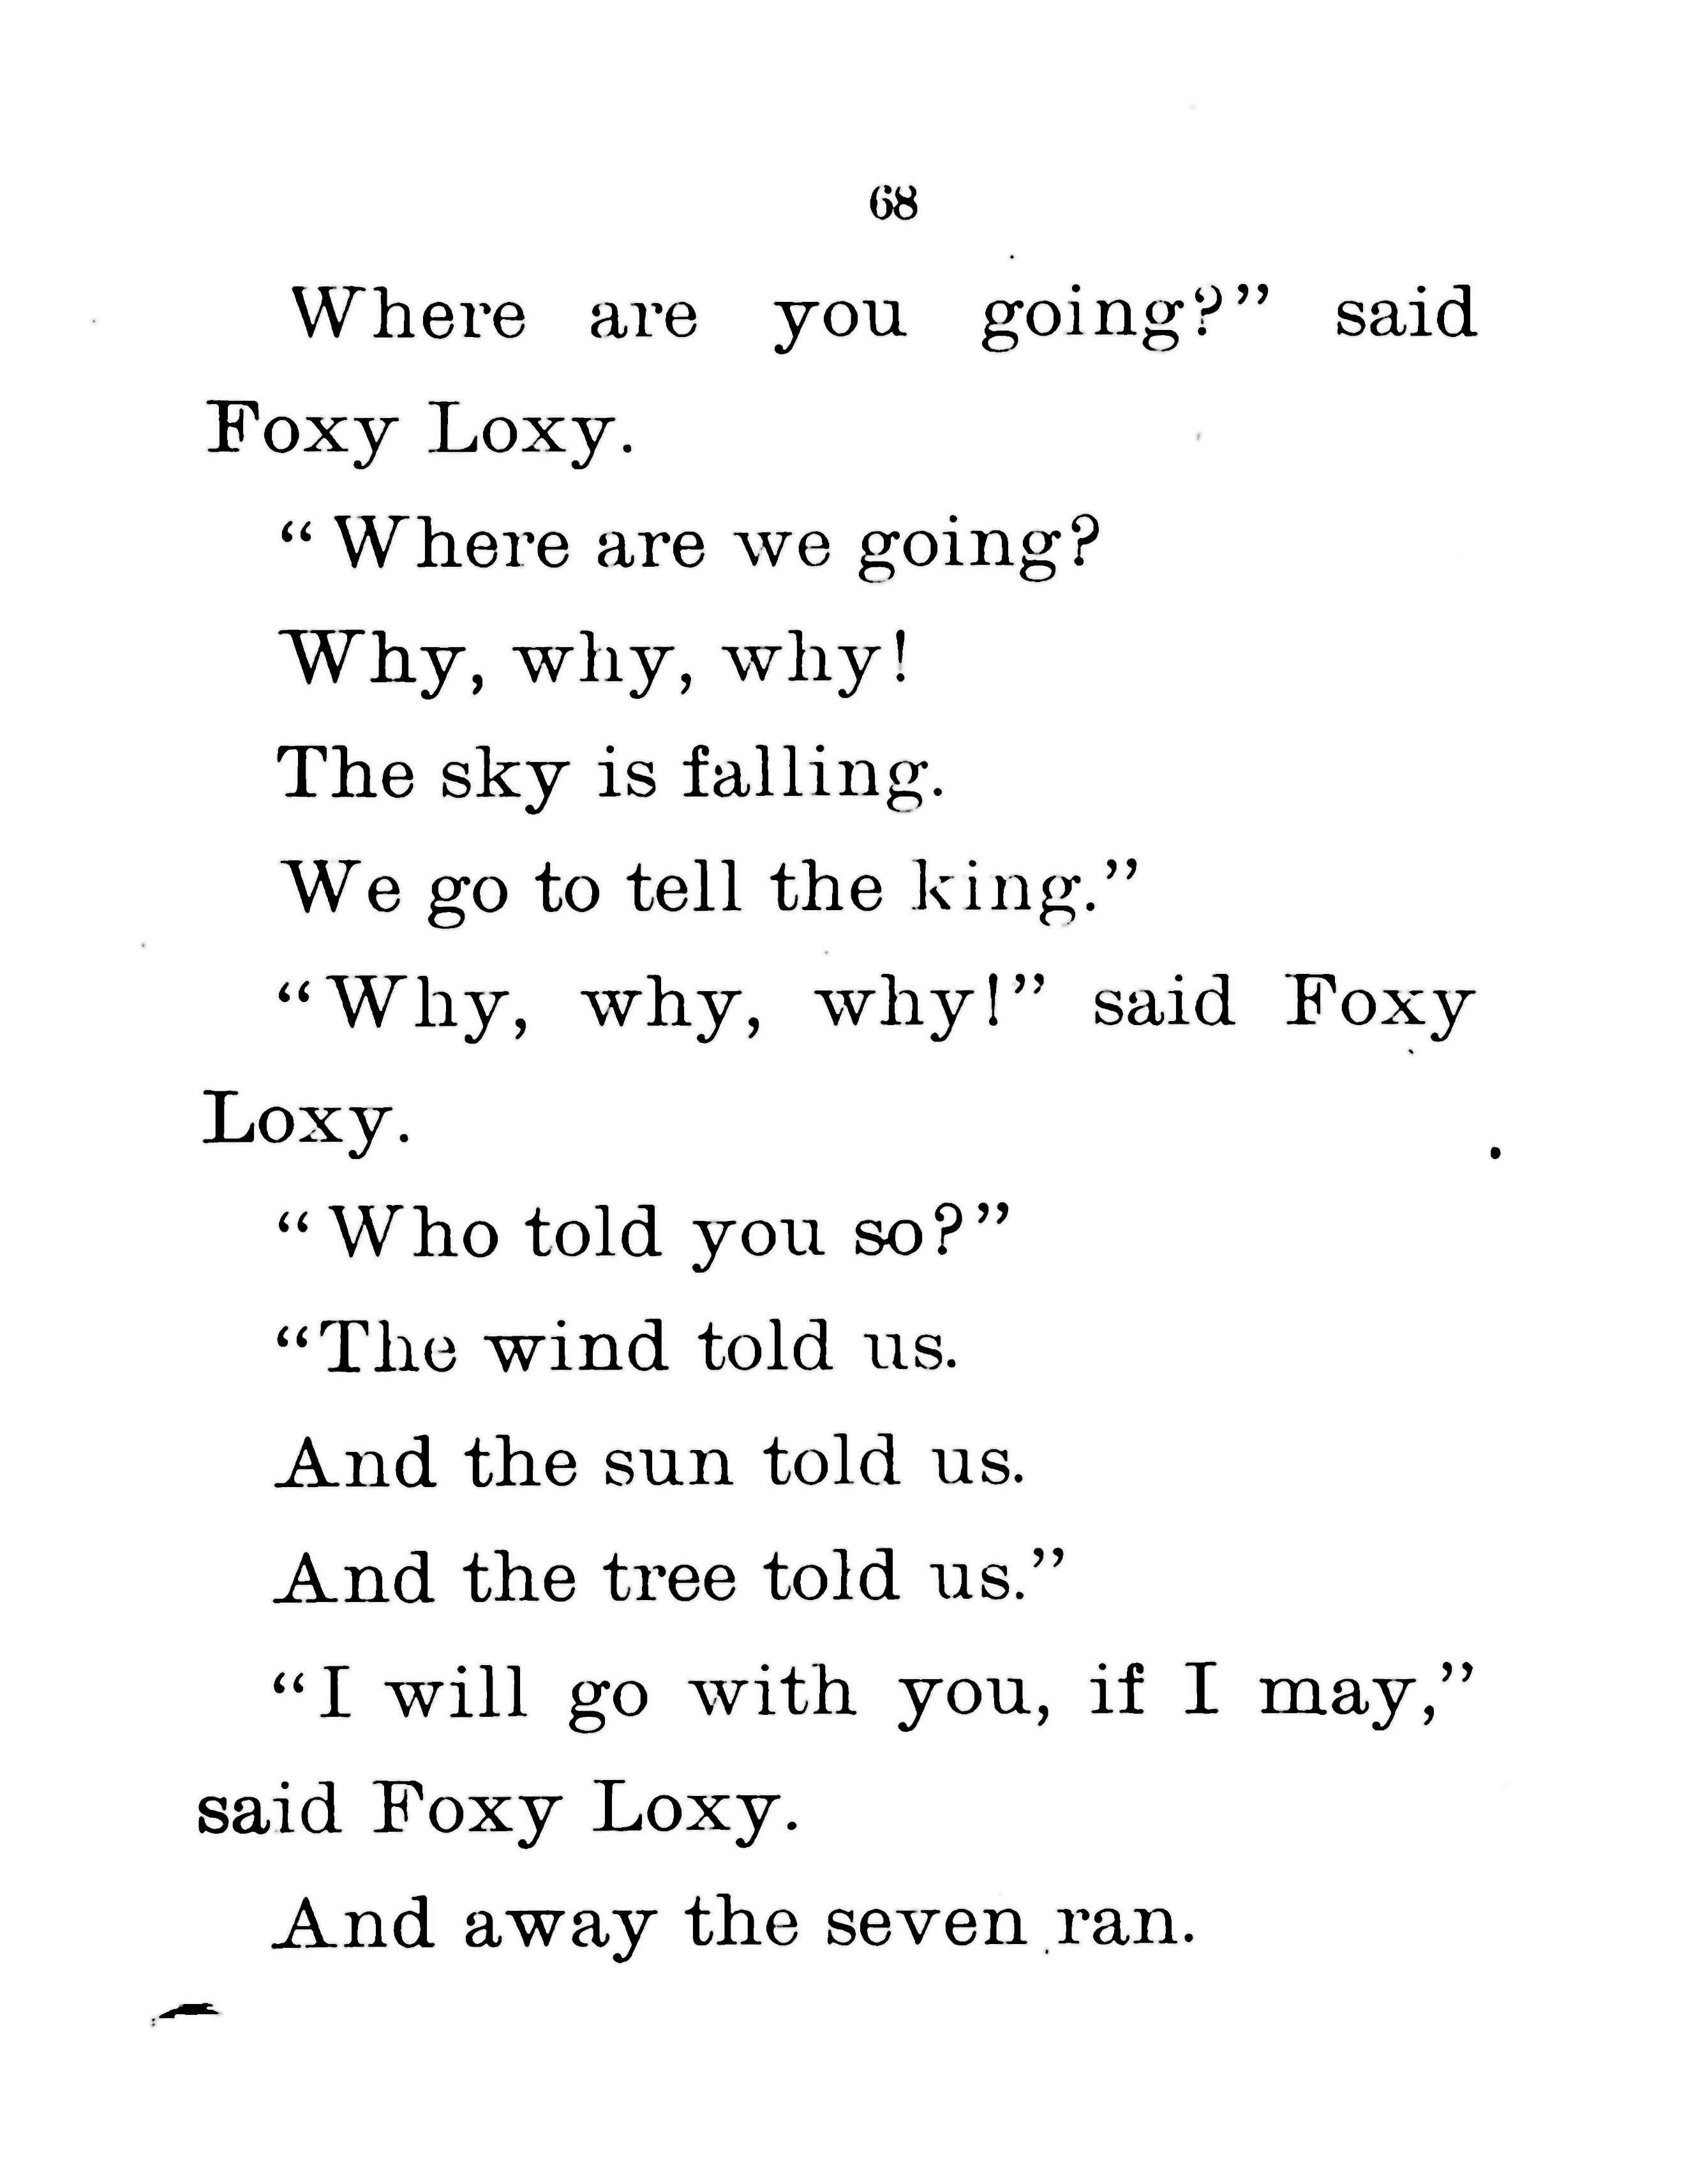 68
Where are you going?” said
Foxy Loxy.
“Where are we going?
Why, why, why!
The sky is falling.
We go to tell the king.”
“Why, why, why!” said Foxy
Loxy.
“Who told you so?”
“The wind told us.
And the sun told us.
And the tree told us.”
“I will go with you, if I may,”
said Foxy Loxy.
And away the seven ran.